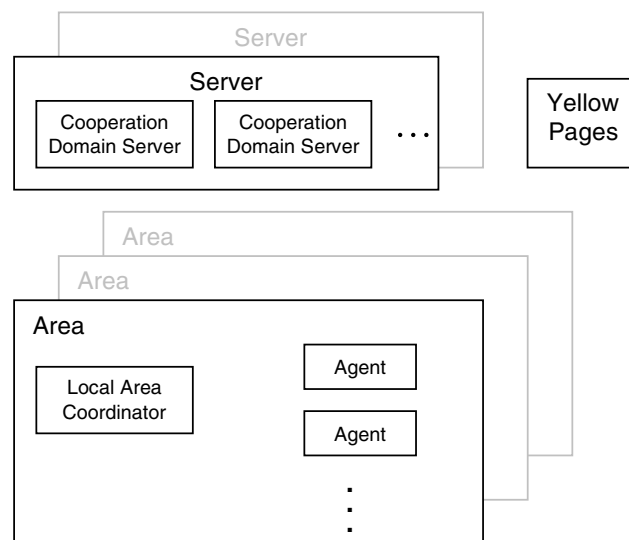 Server
Server
Cooperation
Domain Server
Cooperation
Domain Server
...
Yellow
Pages
Area
Area
Area
Local Area
Coordinator
Agent
Agent